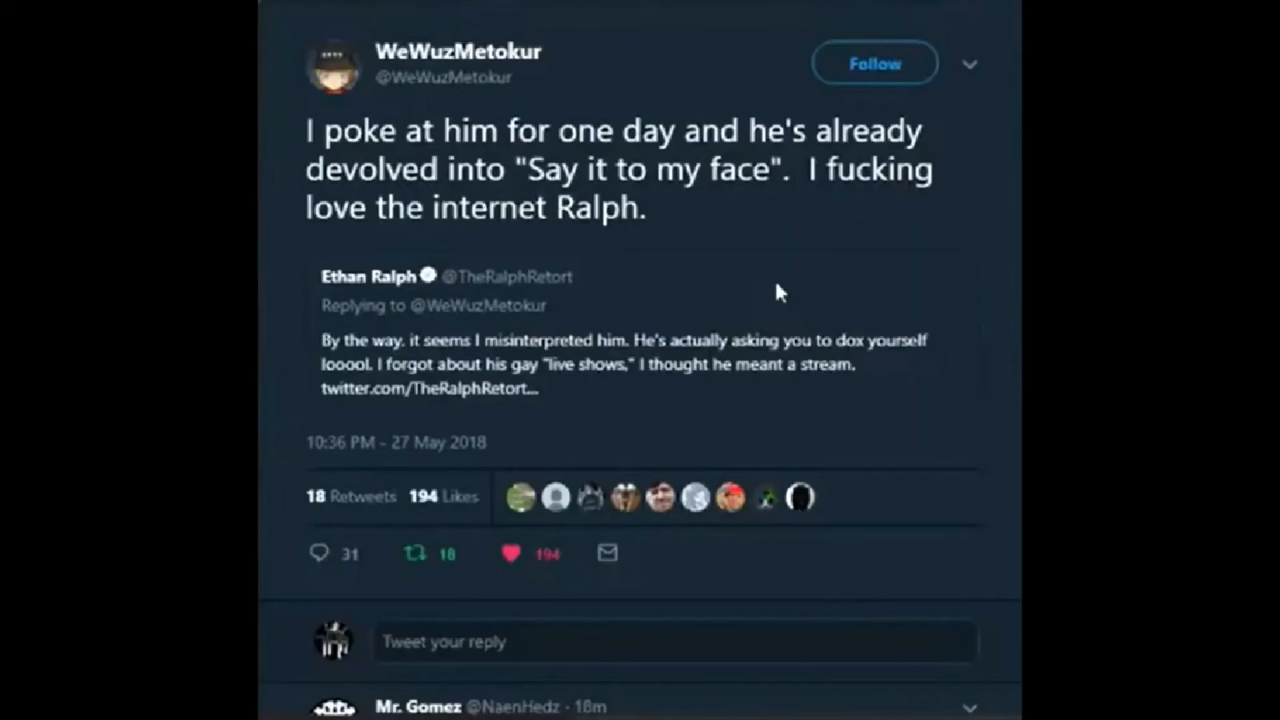 WeWuzMetokur
@WeWuzMetokur
Follow
I poke at him for one day and he's already
devolved into "Say it to my face".  I fucking
love the internet Ralph.
Ethan Ralph @TheRalphRetort
Replying to @WeWuzMetokur
By the way, it seems I misinterpreted him. He's actually asking you to dox yourself
looool. I forgot about his gay "live shows," I thought he meant a stream.
twitter.com/TheRalphRetort...
10:36 PM - 27 May 2018
18 Retweets 194 Likes
31 18 194
Tweet your reply
Mr. Gomez @NaenHedz · 18m